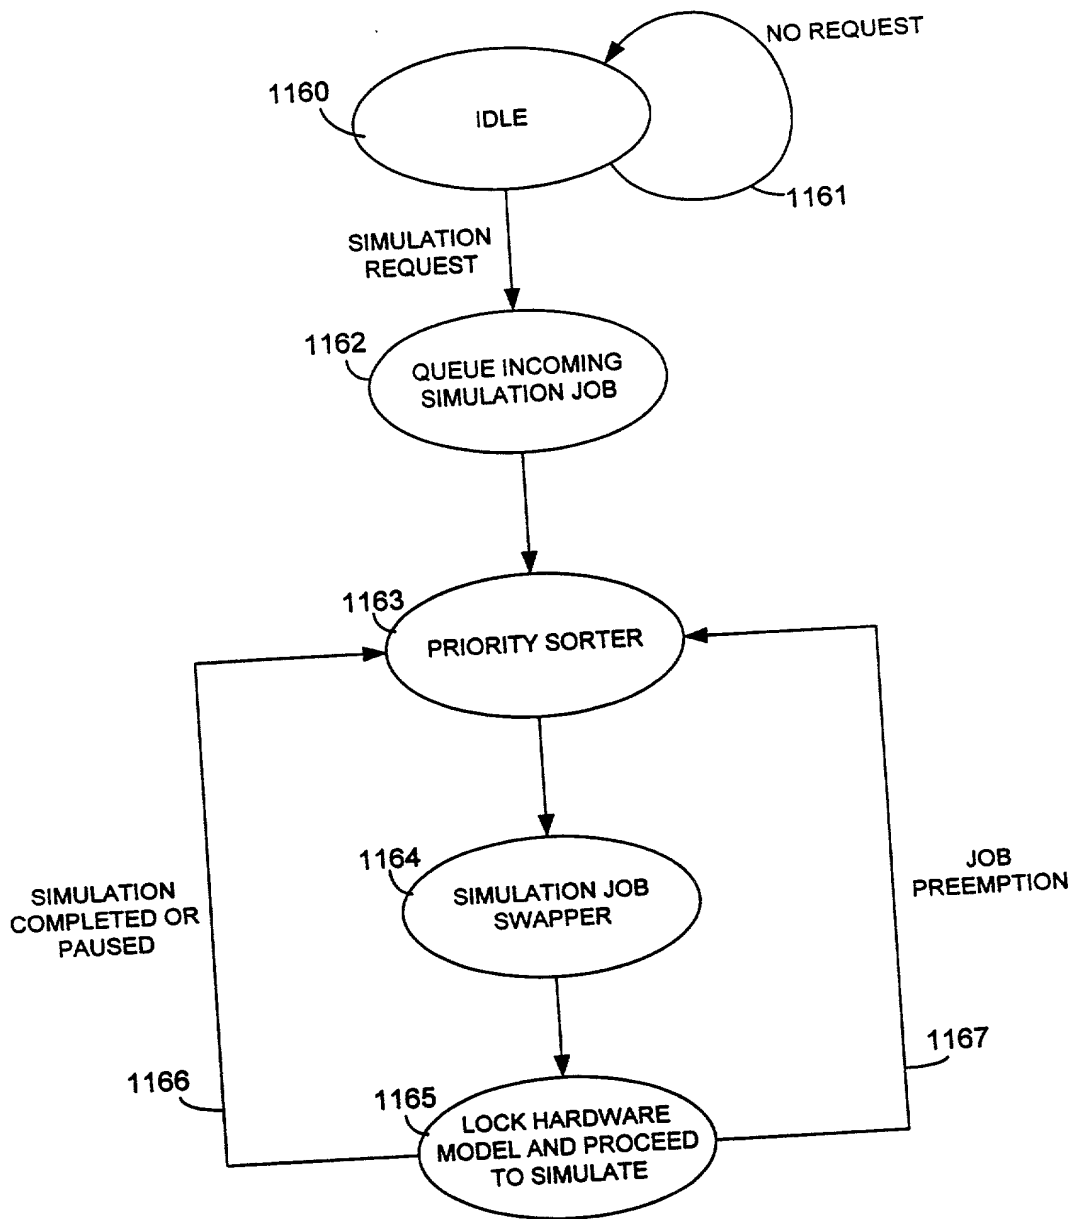 NO REQUEST
1160
IDLE
1161
SIMULATION
REQUEST
1162
QUEUE INCOMING
SIMULATION JOB
1163
PRIORITY SORTER
1164
SIMULATION JOB
SWAPPER
SIMULATION
COMPLETED OR
PAUSED
JOB
PREEMPTION
1166
1165
LOCK HARDWARE
MODEL AND PROCEED
TO SIMULATE
1167